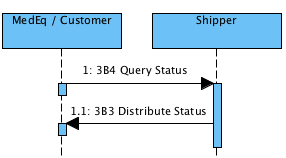 MedEq / Customer
Shipper
1: 3B4 Query Status
1.1: 3B3 Distribute Status